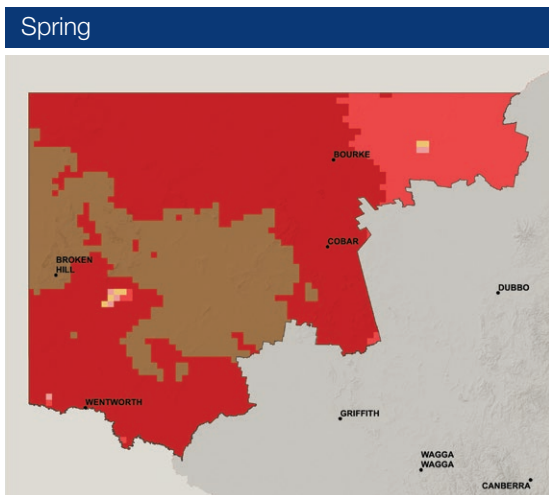 Spring
BOURKE
COBAR
BROKEN
HILL
DUBBO
WENTWORTH
GRIFFITH
WAGGA
WAGGA
CANBERRA